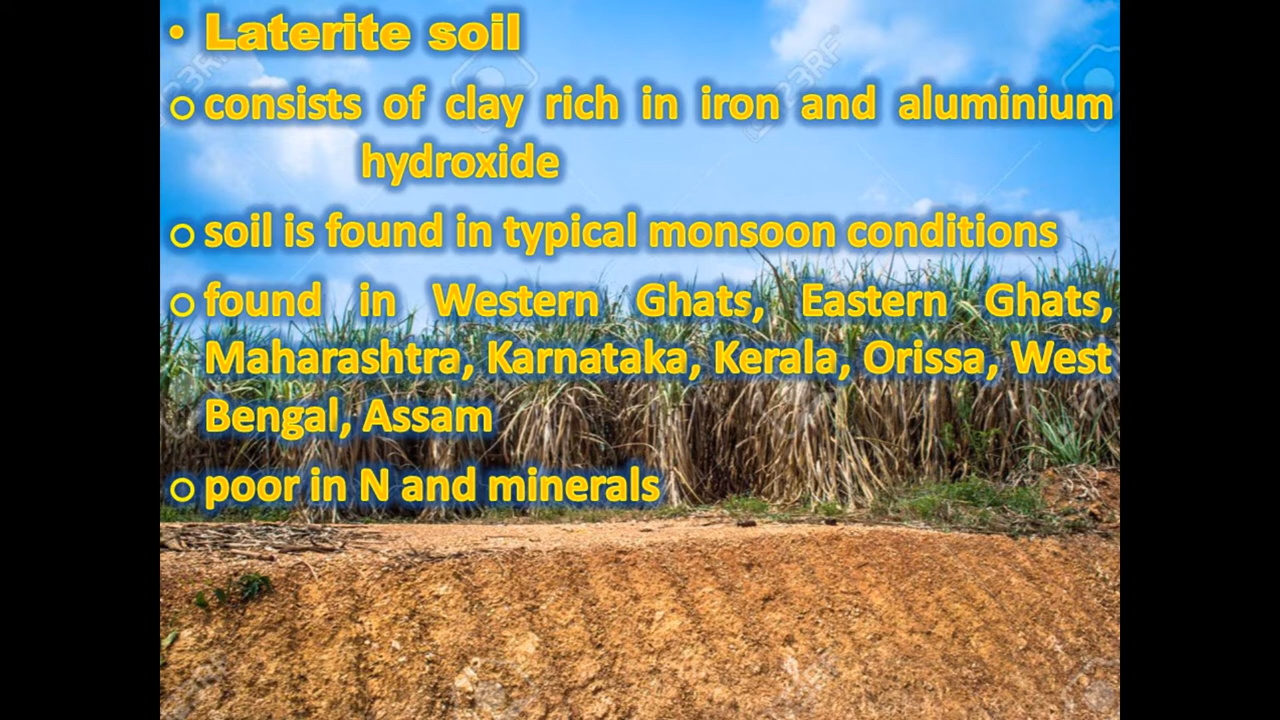 • Laterite soil
o consists of clay rich in iron and aluminium
hydroxide
o soil is found in typical monsoon conditions
o found in Western Ghats, Eastern Ghats,
Maharashtra, Karnataka, Kerala, Orissa, West
Bengal, Assam
o poor in N and minerals